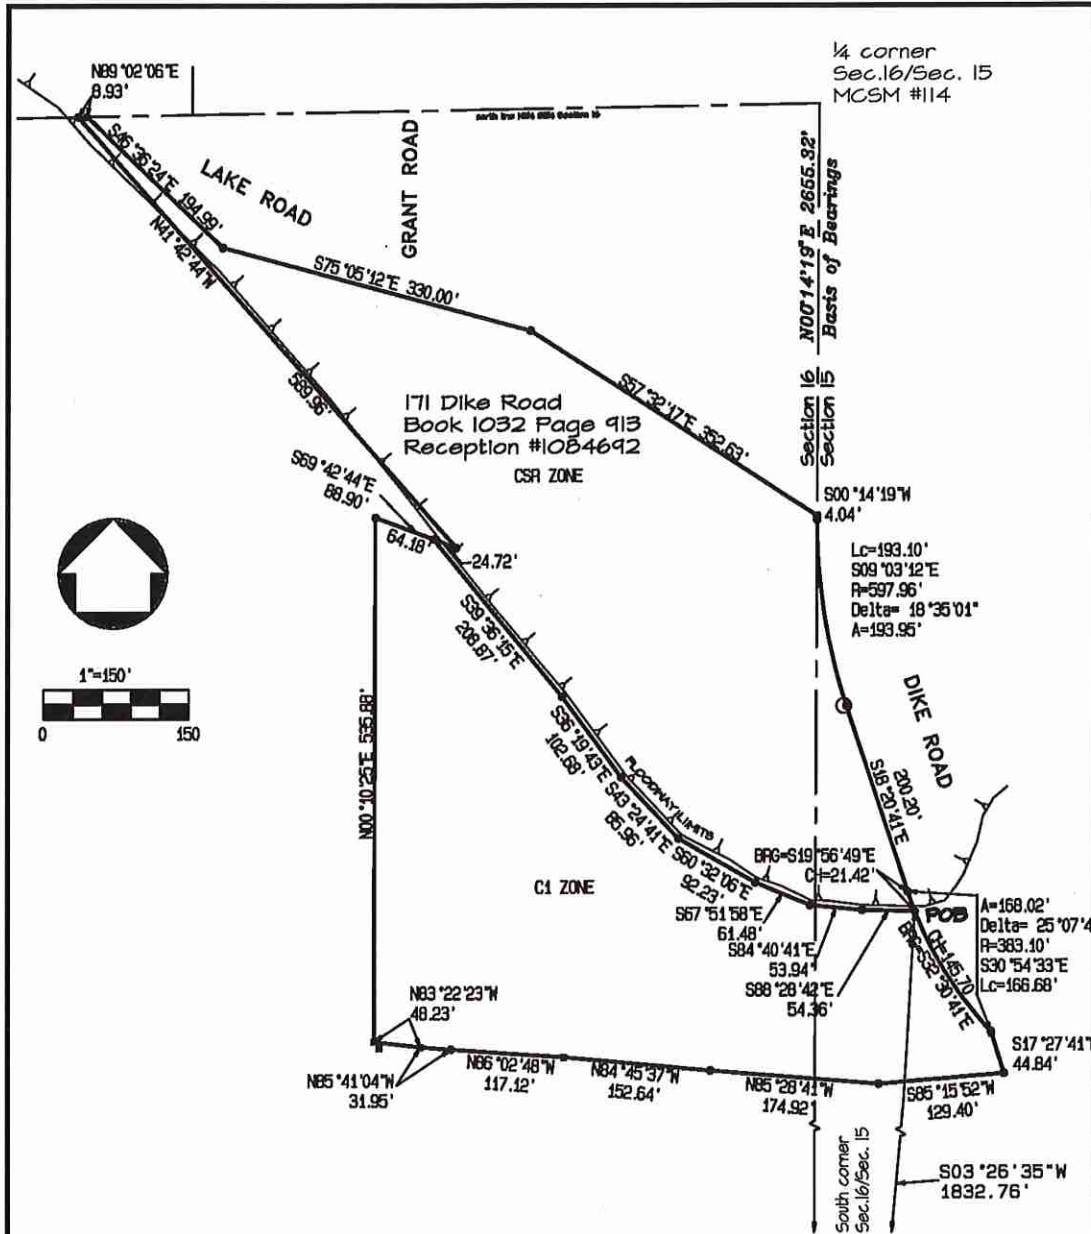 N89°02'06"E
8.93'
1/4 corner
Sec.16/Sec. 15
MCSM #114
S46°36'24"E 194.99'
LAKE ROAD
GRANT ROAD
N00°14'19"E 2655.32'
Basis of Bearings
N41°42'44"W
589.96'
S75°05'12"E 330.00'
S57°32'17"E 352.63'
Section 16
Section 15
171 Dike Road
Book 1032 Page 913
Reception #1084692
CSR ZONE
S69°42'44"E
88.90'
64.18'
24.72'
S00°14'19"W
4.04'
Lc=193.10'
S09°03'12"E
R=597.96'
Delta= 18°35'01"
A=193.95'
1"=150'
0
150
S39°36'15"E
208.87'
DIKE ROAD
N00°10'25"E 535.88'
S36°19'43"E
102.68'
FLOODWAY LIMITS
S43°24'41"E
85.96'
S18°20'41"E
200.20'
S60°32'06"E
92.23'
BRG=S19°56'49"E
CH=21.42'
C1 ZONE
S67°51'58"E
61.48'
S84°40'41"E
53.94'
S88°28'42"E
54.36'
POB
BRG=S32°30'41"E
CH=145.70
A=168.02'
Delta= 25°07'4
R=383.10'
S30°54'33"E
Lc=166.68'
N83°22'23"W
48.23'
N85°41'04"W
31.95'
N86°02'48"W
117.12'
N84°45'37"W
152.64'
N85°28'41"W
174.92'
S85°15'52"W
129.40'
S17°27'41"
44.84'
South corner
Sec.16/Sec. 15
S03°26'35"W
1832.76'